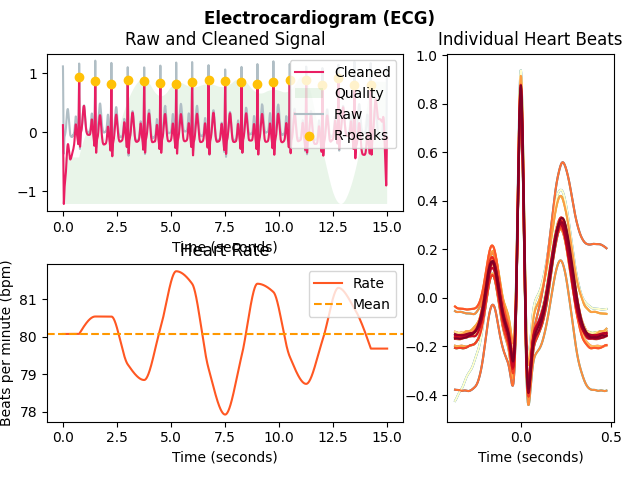 Electrocardiogram (ECG)
Raw and Cleaned Signal
1
0
−1
Cleaned
Quality
Raw
R-peaks
0.0 2.5 5.0 7.5 10.0 12.5 15.0
Time (seconds)
Heart Rate
Beats per minute (bpm)
81
80
79
78
Rate
Mean
0.0 2.5 5.0 7.5 10.0 12.5 15.0
Time (seconds)
Individual Heart Beats
1.0
0.8
0.6
0.4
0.2
0.0
−0.2
−0.4
0.0 0.5
Time (seconds)